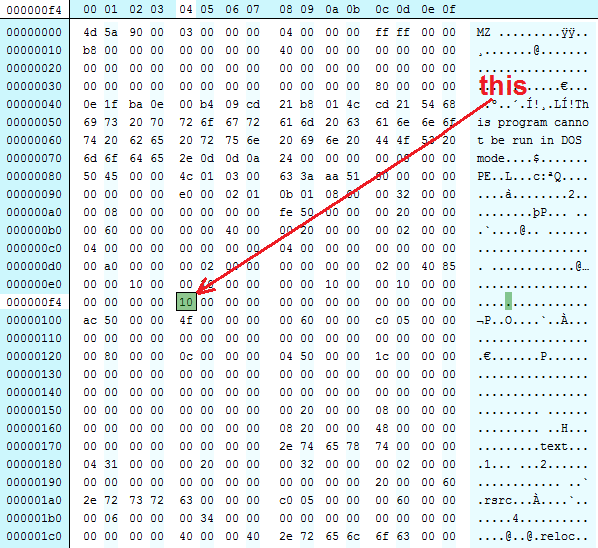 000000f4 00 01 02 03 04 05 06 07 08 09 0a 0b 0c 0d 0e 0f
00000000 4d 5a 90 00 03 00 00 00 04 00 00 00 ff ff 00 00 MZ .........ÿÿ..
00000010 b8 00 00 00 00 00 00 00 40 00 00 00 00 00 00 00 ¸.......@.......
00000020 00 00 00 00 00 00 00 00 00 00 00 00 00 00 00 00 ................
this
00000030 00 00 00 00 00 00 00 00 00 00 00 00 80 00 00 00 ............€...
00000040 0e 1f ba 0e 00 b4 09 cd 21 b8 01 4c cd 21 54 68 ..º..´.Í!¸.LÍ!Th
00000050 69 73 20 70 72 6f 67 72 61 6d 20 63 61 6e 6e 6f is program canno
00000060 74 20 62 65 20 72 75 6e 20 69 6e 20 44 4f 53 20 t be run in DOS
00000070 6d 6f 64 65 2e 0d 0d 0a 24 00 00 00 00 00 00 00 mode....$.......
00000080 50 45 00 00 4c 01 03 00 63 3a aa 51 00 00 00 00 PE..L...c:ªQ....
00000090 00 00 00 00 e0 00 02 01 0b 01 08 00 00 32 00 00 ....à........2..
000000a0 00 08 00 00 00 00 00 00 fe 50 00 00 00 20 00 00 ........þP... ..
000000b0 00 60 00 00 00 00 40 00 00 20 00 00 00 02 00 00 .`....@.. ......
000000c0 04 00 00 00 00 00 00 00 04 00 00 00 00 00 00 00 ................
000000d0 00 a0 00 00 00 02 00 00 00 00 00 00 02 00 40 85 . ............@…
000000e0 00 00 10 00 00 00 00 00 00 10 00 00 10 00 00 ................
000000f4 00 00 00 00 10 00 00 00 00 00 00 00 00 00 00 00 ................
00000100 ac 50 00 00 4f 00 00 00 00 60 00 00 c0 05 00 00 ¬P..O....`..À...
00000110 00 00 00 00 00 00 00 00 00 00 00 00 00 00 00 00 ................
00000120 00 80 00 00 0c 00 00 00 04 50 00 00 1c 00 00 00 .€.......P......
00000130 00 00 00 00 00 00 00 00 00 00 00 00 00 00 00 00 ................
00000140 00 00 00 00 00 00 00 00 00 00 00 00 00 00 00 00 ................
00000150 00 00 00 00 00 00 00 00 00 20 00 00 08 00 00 00 ......... ......
00000160 00 00 00 00 00 00 00 00 08 20 00 00 48 00 00 00 ......... ..H...
00000170 00 00 00 00 00 00 00 00 2e 74 65 78 74 00 00 00 .........text...
00000180 04 31 00 00 00 20 00 00 00 32 00 00 00 02 00 00 .1... ...2......
00000190 00 00 00 00 00 00 00 00 00 00 00 00 20 00 00 60 ............ ..`
000001a0 2e 72 73 72 63 00 00 00 c0 05 00 00 00 60 00 00 .rsrc...À....`..
000001b0 00 06 00 00 00 34 00 00 00 00 00 00 00 00 00 00 .....4..........
000001c0 00 00 00 00 40 00 00 40 2e 72 65 6c 6f 63 00 00 ....@..@.reloc..